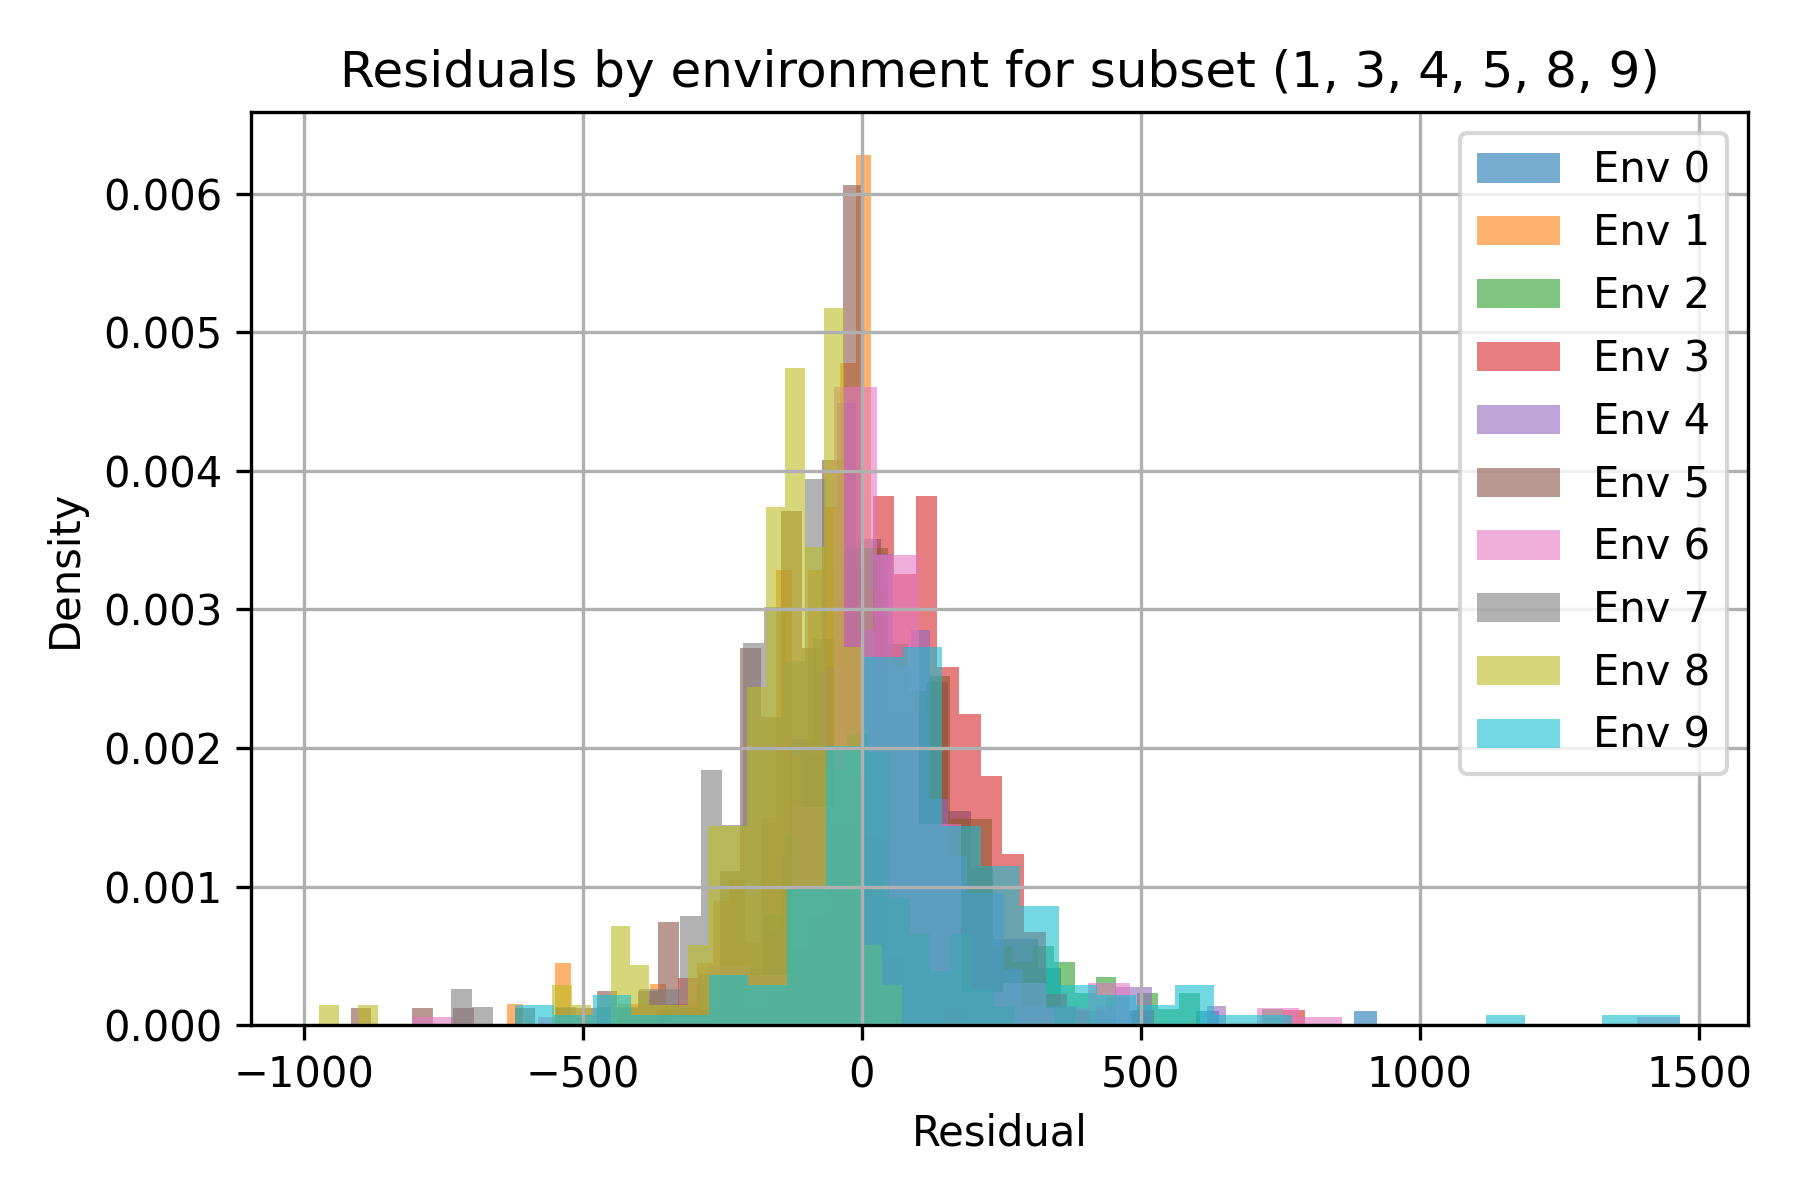 Residuals by environment for subset (1, 3, 4, 5, 8, 9)
Density
0.006
0.005
0.004
0.003
0.002
0.001
0.000
−1000
−500
0
500
1000
1500
Residual
Env 0
Env 1
Env 2
Env 3
Env 4
Env 5
Env 6
Env 7
Env 8
Env 9